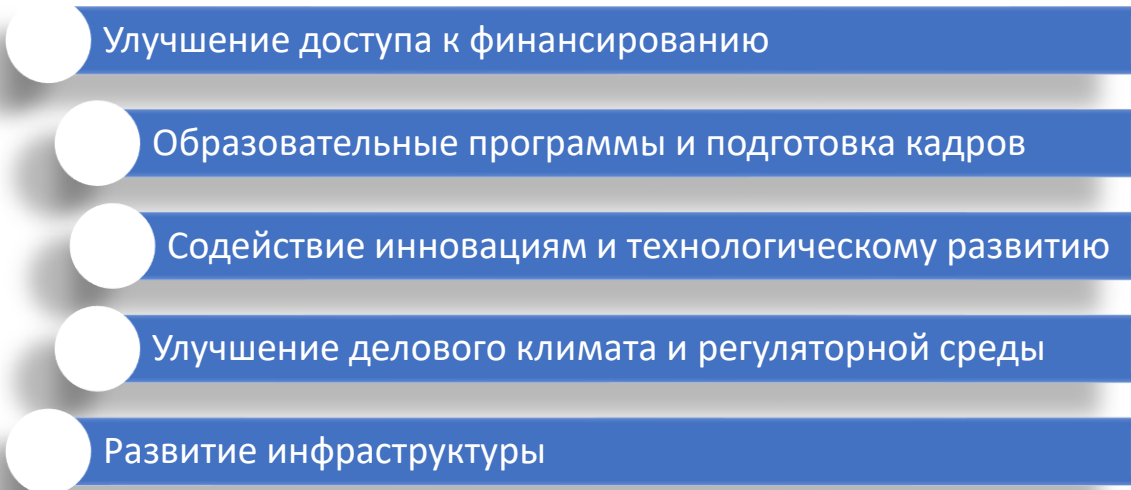 Улучшение доступа к финансированию
Образовательные программы и подготовка кадров
Содействие инновациям и технологическому развитию
Улучшение делового климата и регуляторной среды
Развитие инфраструктуры